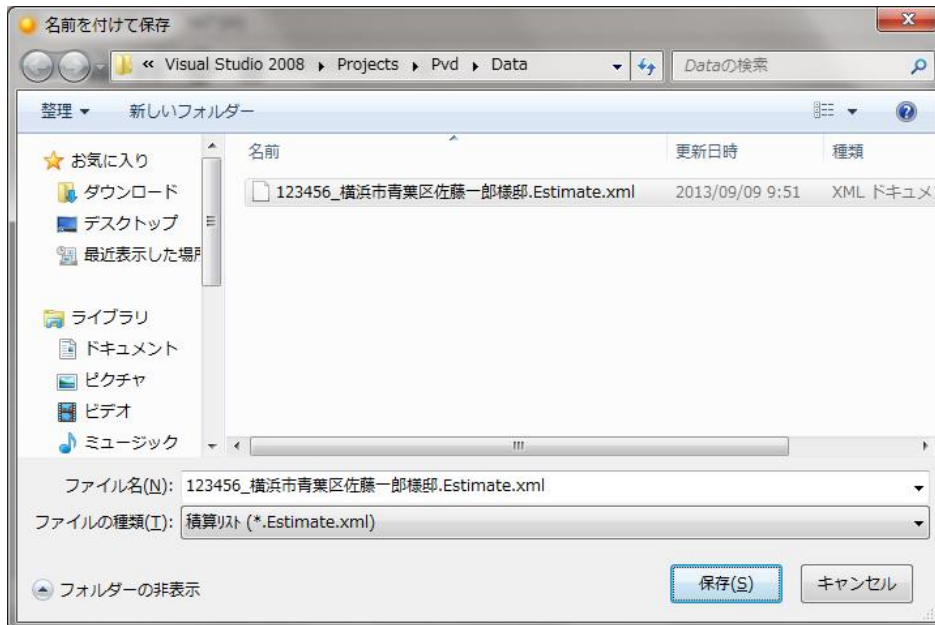 名前を付けて保存
« Visual Studio 2008 ▸ Projects ▸ Pvd ▸ Data
Dataの検索
整理 ▼ 新しいフォルダー
名前 更新日時 種類
お気に入り
123456_横浜市青葉区佐藤一郎様邸.Estimate.xml 2013/09/09 9:51 XML ドキュメ
ダウンロード
デスクトップ
最近表示した場所
ライブラリ
ドキュメント
ピクチャ
ビデオ
ミュージック
ファイル名(N): 123456_横浜市青葉区佐藤一郎様邸.Estimate.xml
ファイルの種類(T): 積算ﾘｽﾄ (*.Estimate.xml)
フォルダーの非表示 保存(S) キャンセル